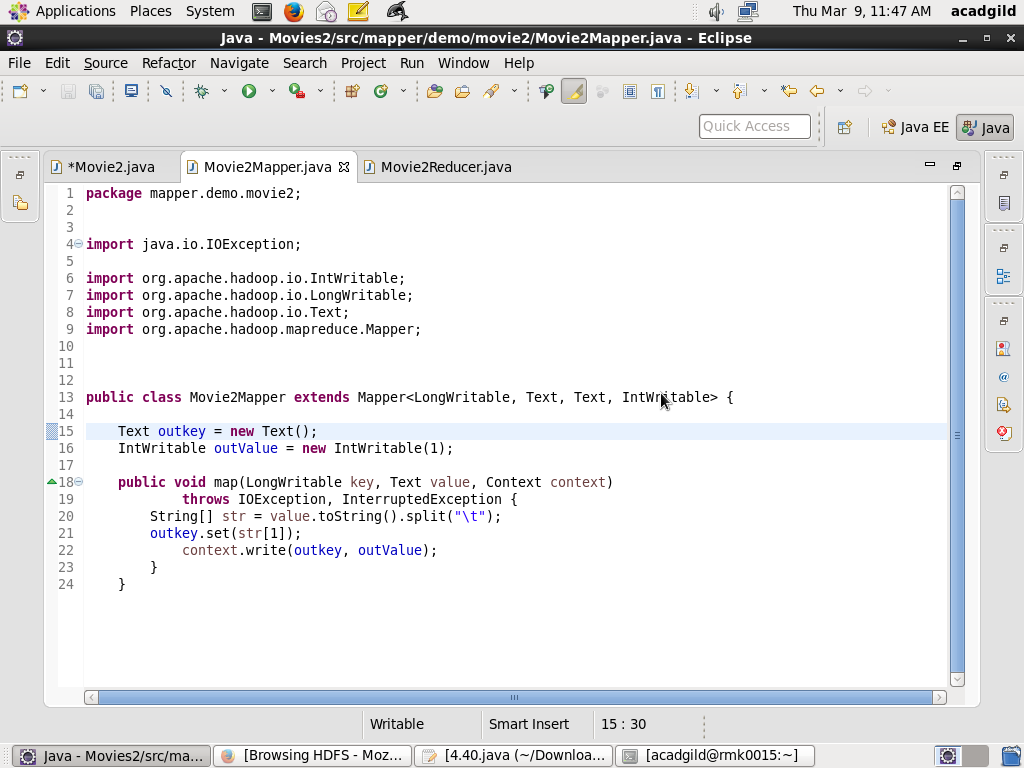 Applications Places System Thu Mar 9, 11:47 AM acadgild
Java - Movies2/src/mapper/demo/movie2/Movie2Mapper.java - Eclipse
File Edit Source Refactor Navigate Search Project Run Window Help
Quick Access Java EE Java
*Movie2.java Movie2Mapper.java Movie2Reducer.java
1 package mapper.demo.movie2;
2
3
4 import java.io.IOException;
5
6 import org.apache.hadoop.io.IntWritable;
7 import org.apache.hadoop.io.LongWritable;
8 import org.apache.hadoop.io.Text;
9 import org.apache.hadoop.mapreduce.Mapper;
10
11
12
13 public class Movie2Mapper extends Mapper<LongWritable, Text, Text, IntWritable> {
14
15 Text outkey = new Text();
16 IntWritable outValue = new IntWritable(1);
17
18 public void map(LongWritable key, Text value, Context context)
19 throws IOException, InterruptedException {
20 String[] str = value.toString().split("\t");
21 outkey.set(str[1]);
22 context.write(outkey, outValue);
23 }
24 }
Writable Smart Insert 15 : 30
Java - Movies2/src/ma... [Browsing HDFS - Moz... [4.40.java (~/Downloa... [acadgild@rmk0015:~]